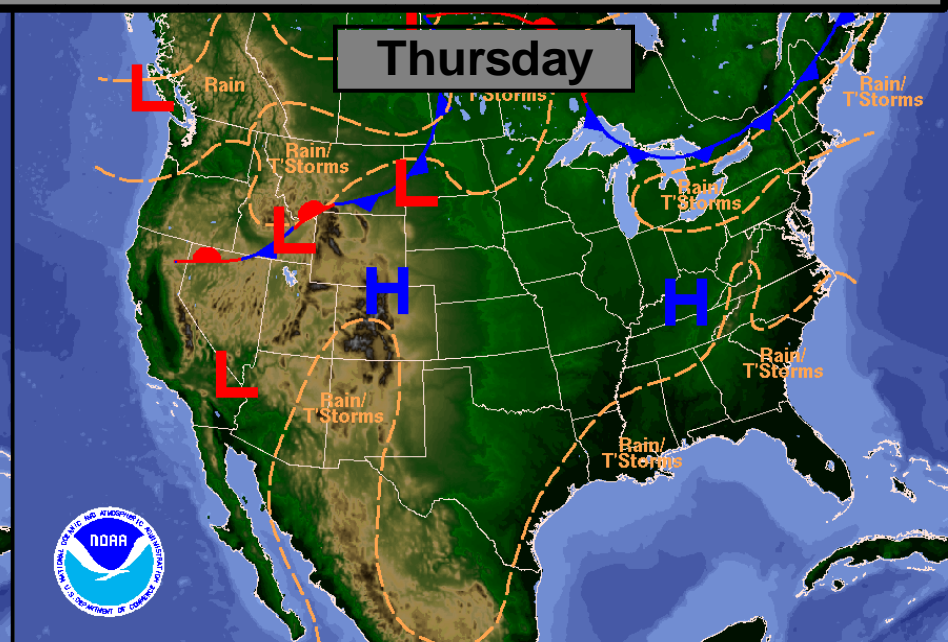 Thursday
L
Rain
T'Storms
Rain/
T'Storms
Rain/
T'Storms
L
Rain/
T'Storms
L
H
H
L
Rain/
T'Storms
Rain/
T'Storms
Rain/
T'Storms
NATIONAL OCEANIC AND ATMOSPHERIC ADMINISTRATION
NOAA
U.S. DEPARTMENT OF COMMERCE